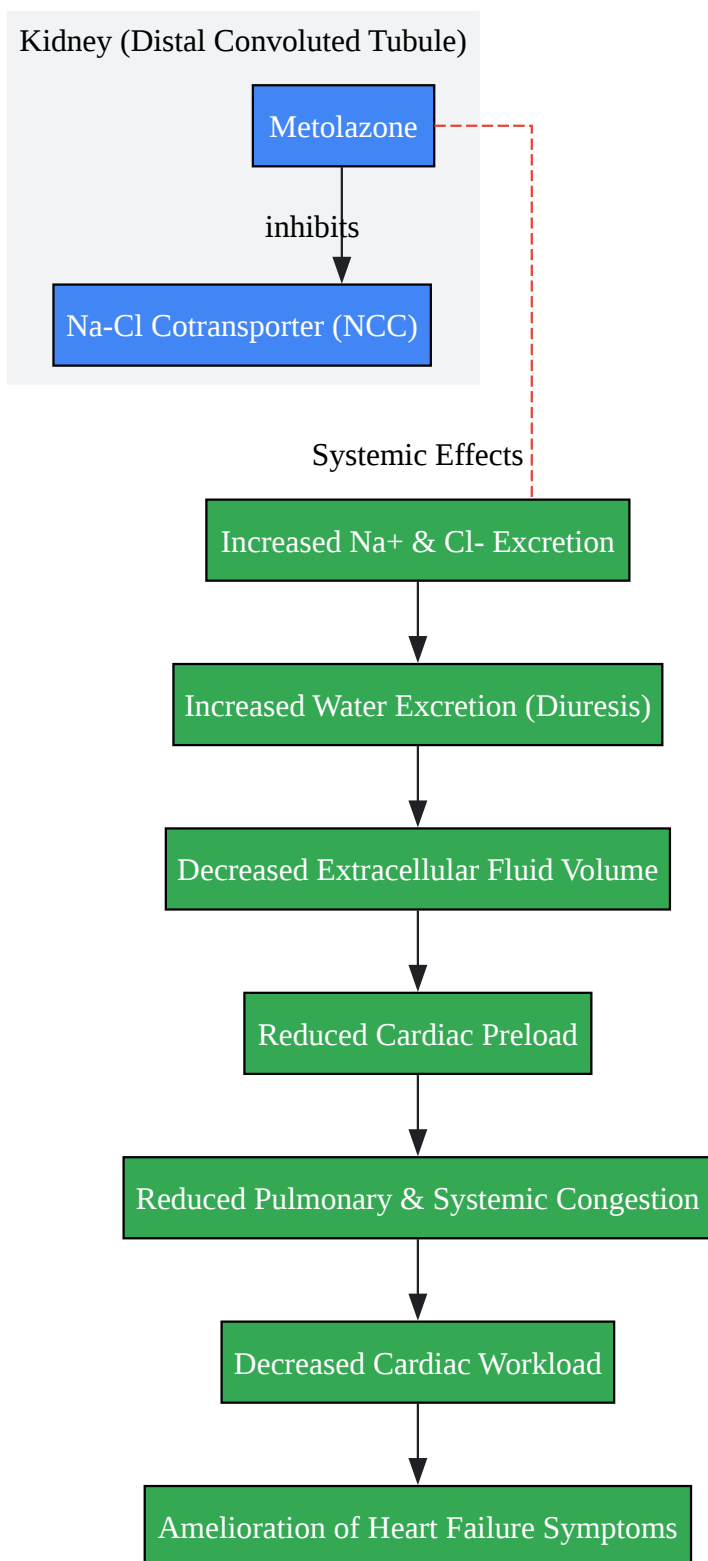 Kidney (Distal Convoluted Tubule)
Metolazone
inhibits
Na-Cl Cotransporter (NCC)
Systemic Effects
Increased Na+ & Cl- Excretion
Increased Water Excretion (Diuresis)
Decreased Extracellular Fluid Volume
Reduced Cardiac Preload
Reduced Pulmonary & Systemic Congestion
Decreased Cardiac Workload
Amelioration of Heart Failure Symptoms